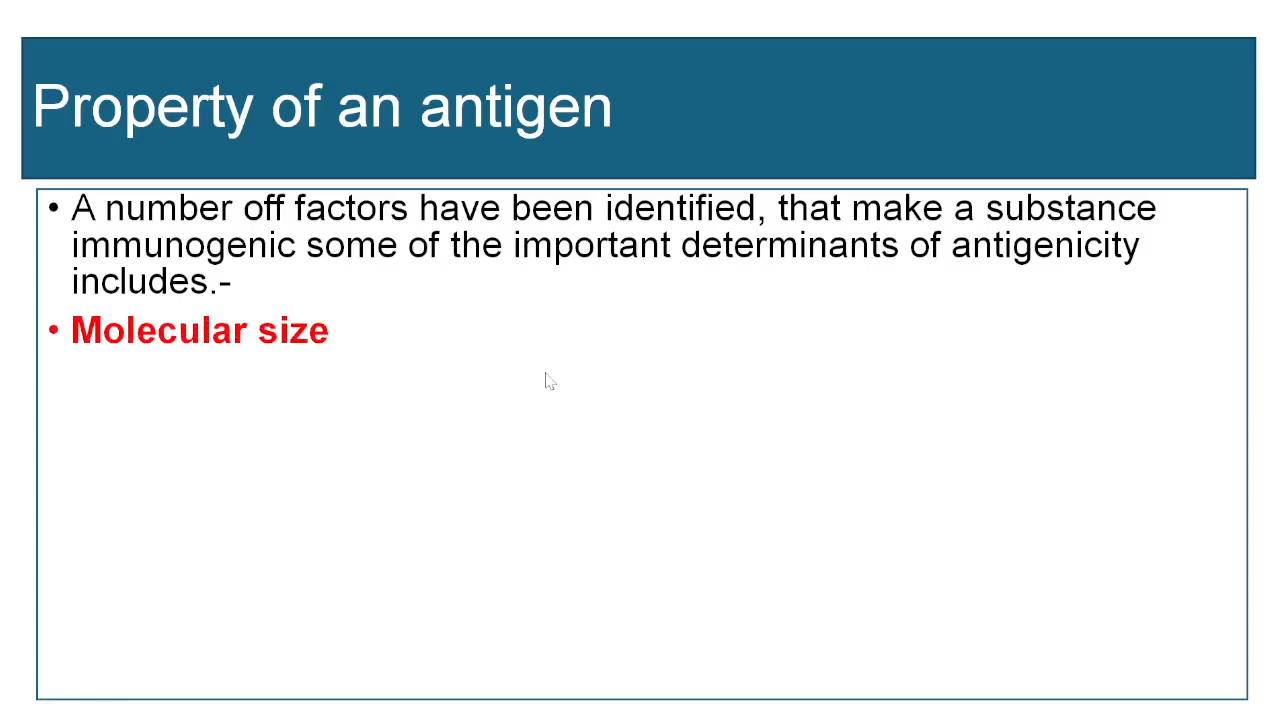 Property of an antigen
• A number off factors have been identified, that make a substance
immunogenic some of the important determinants of antigenicity
includes.-
• Molecular size